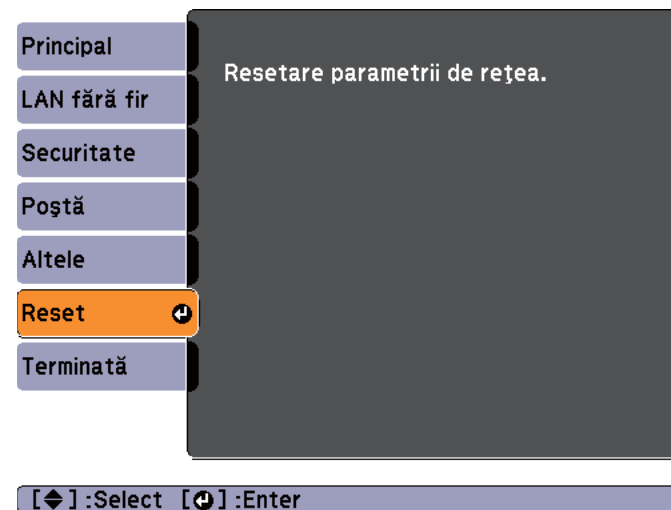 Principal
LAN fără fir
Securitate
Poştă
Altele
Reset
Terminată
Resetare parametrii de reţea.
[◆] :Select [↵] :Enter